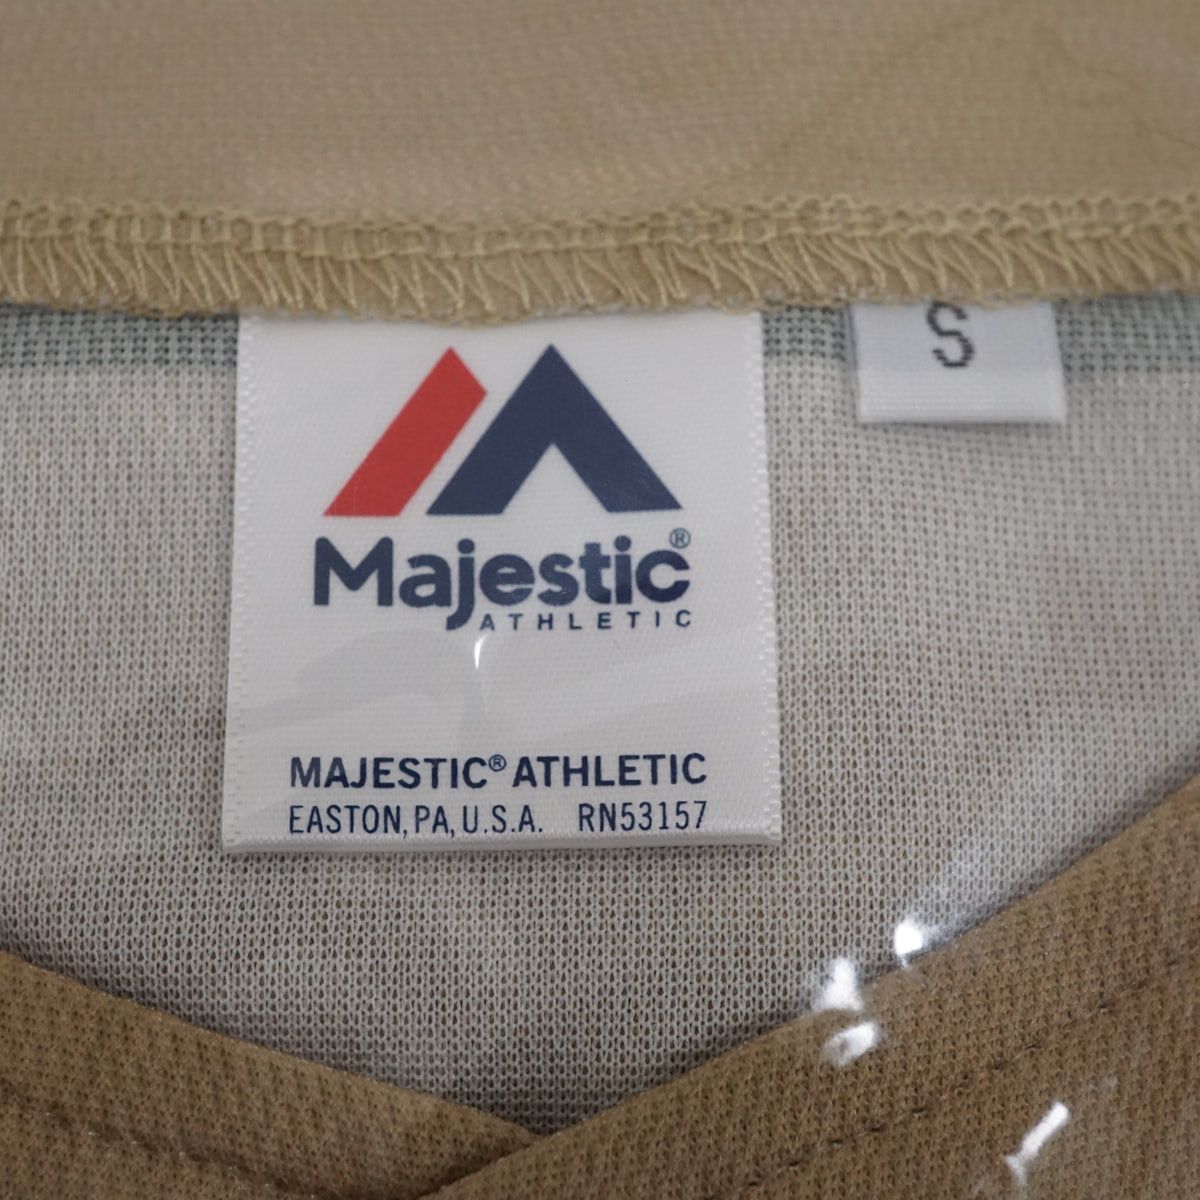 S
Majestic®
ATHLETIC
MAJESTIC® ATHLETIC
EASTON, PA, U.S.A. RN53157